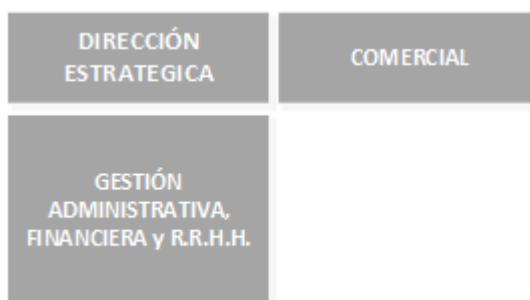 DIRECCIÓN
ESTRATEGICA
COMERCIAL
GESTIÓN
ADMINISTRATIVA,
FINANCIERA y R.R.H.H.